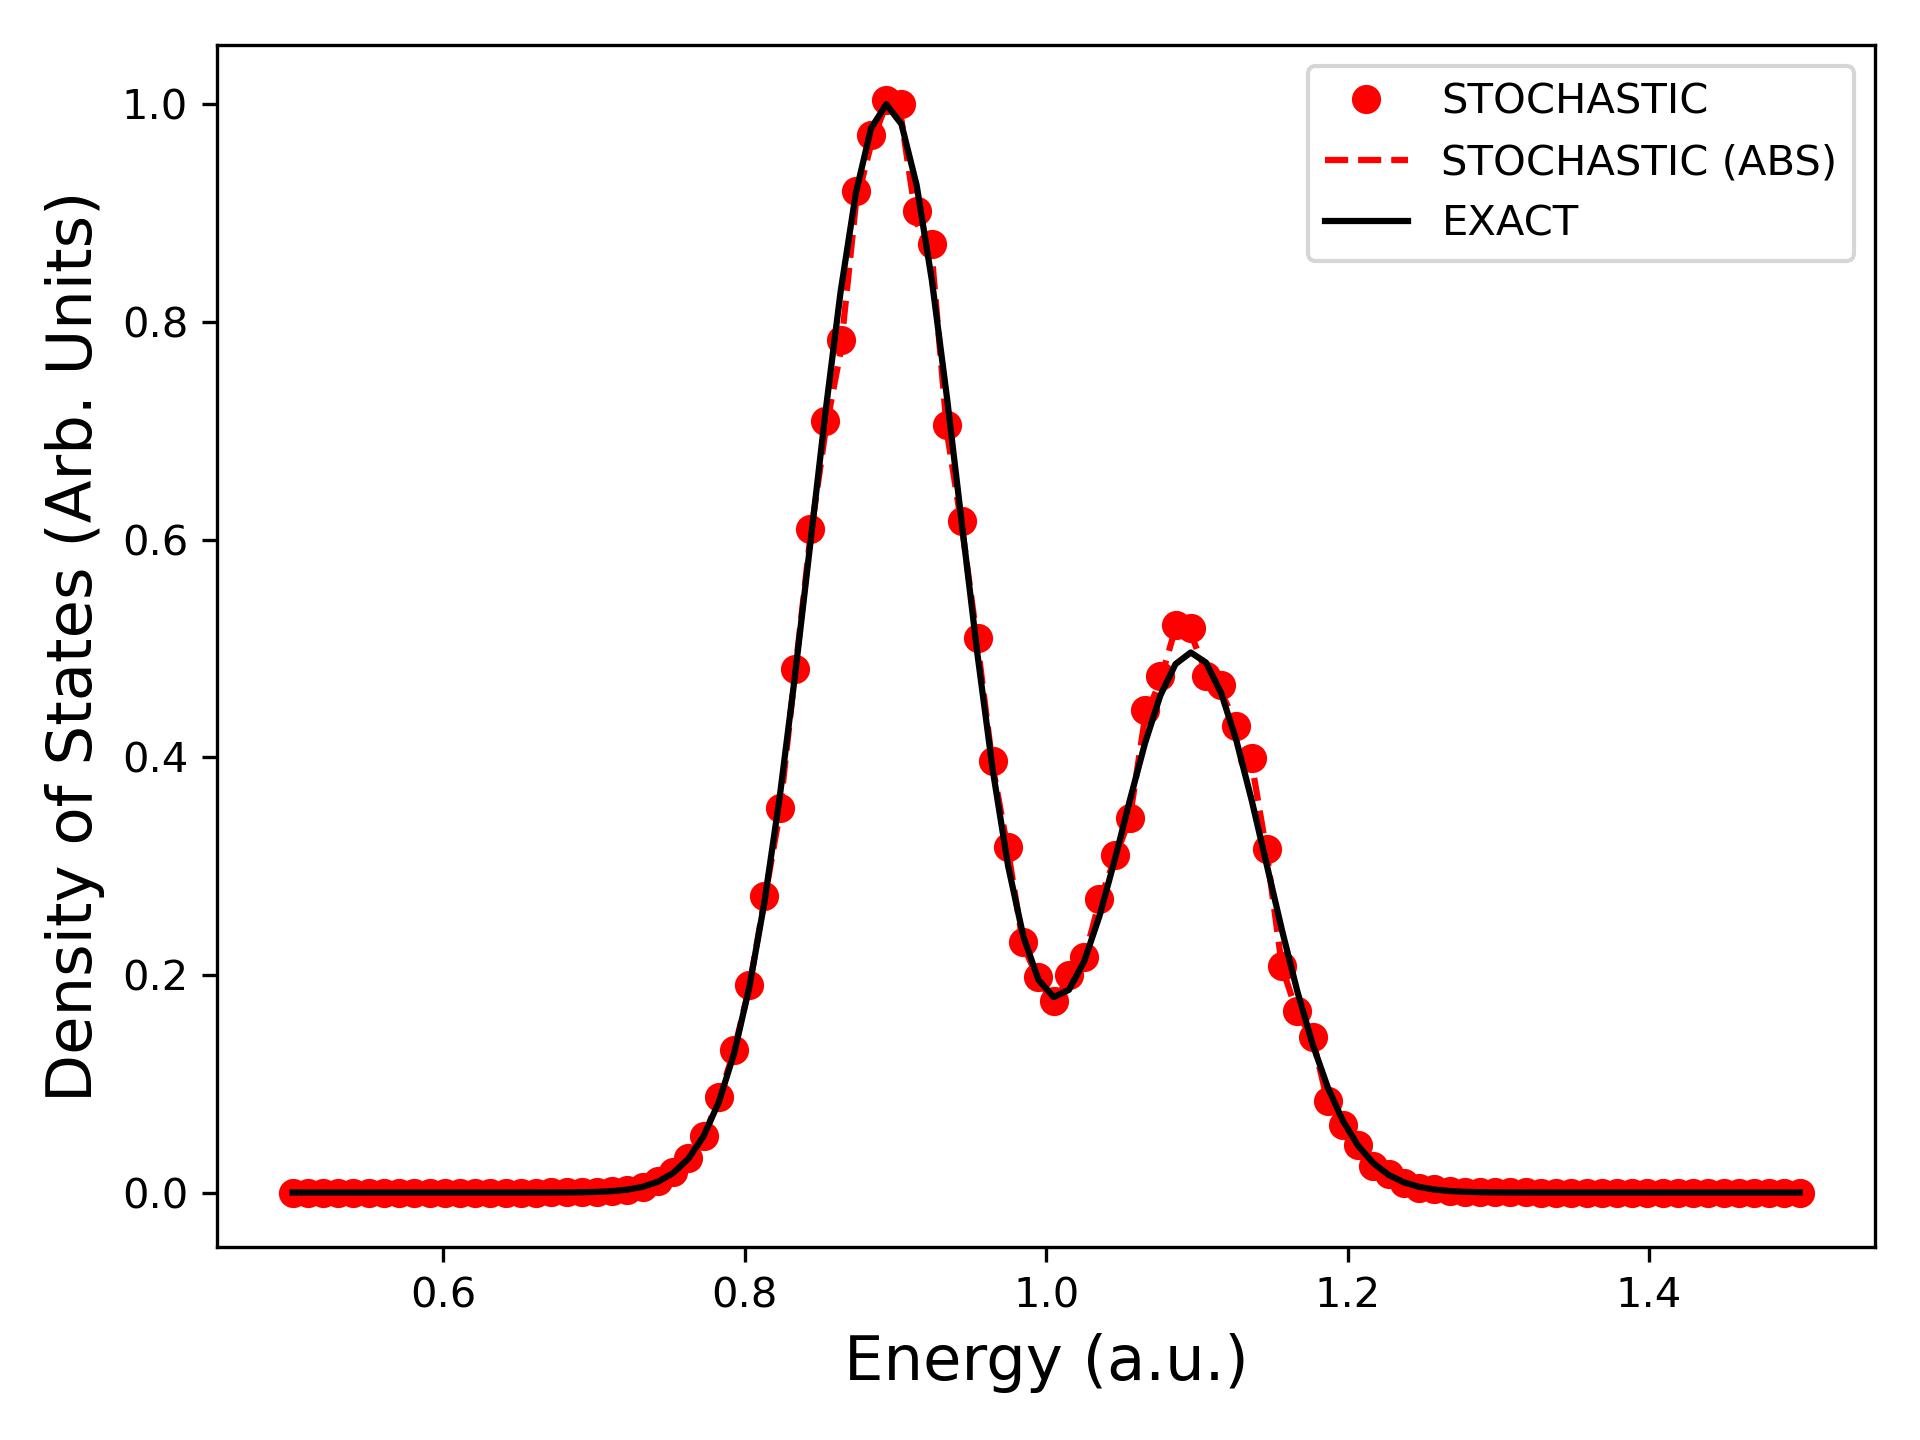 STOCHASTIC
STOCHASTIC (ABS)
EXACT
Density of States (Arb. Units)
1.0
0.8
0.6
0.4
0.2
0.0
0.6 0.8 1.0 1.2 1.4
Energy (a.u.)